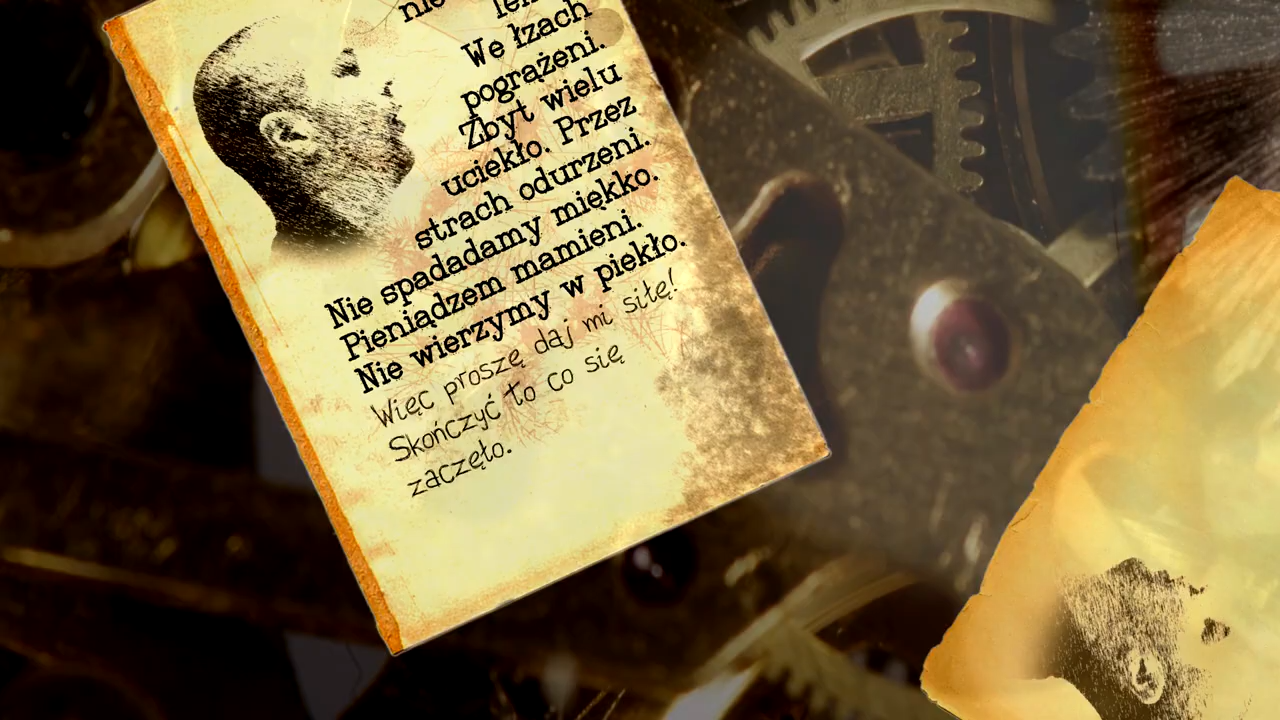 We łzach
pogrążeni.
Zbyt wielu
uciekło. Przez
strach odurzeni.
Nie spadadamy miękko.
Pieniądzem mamieni.
Nie wierzymy w piekło.
Więc proszę daj mi siłę!
Skończyć to co się
zaczęło.